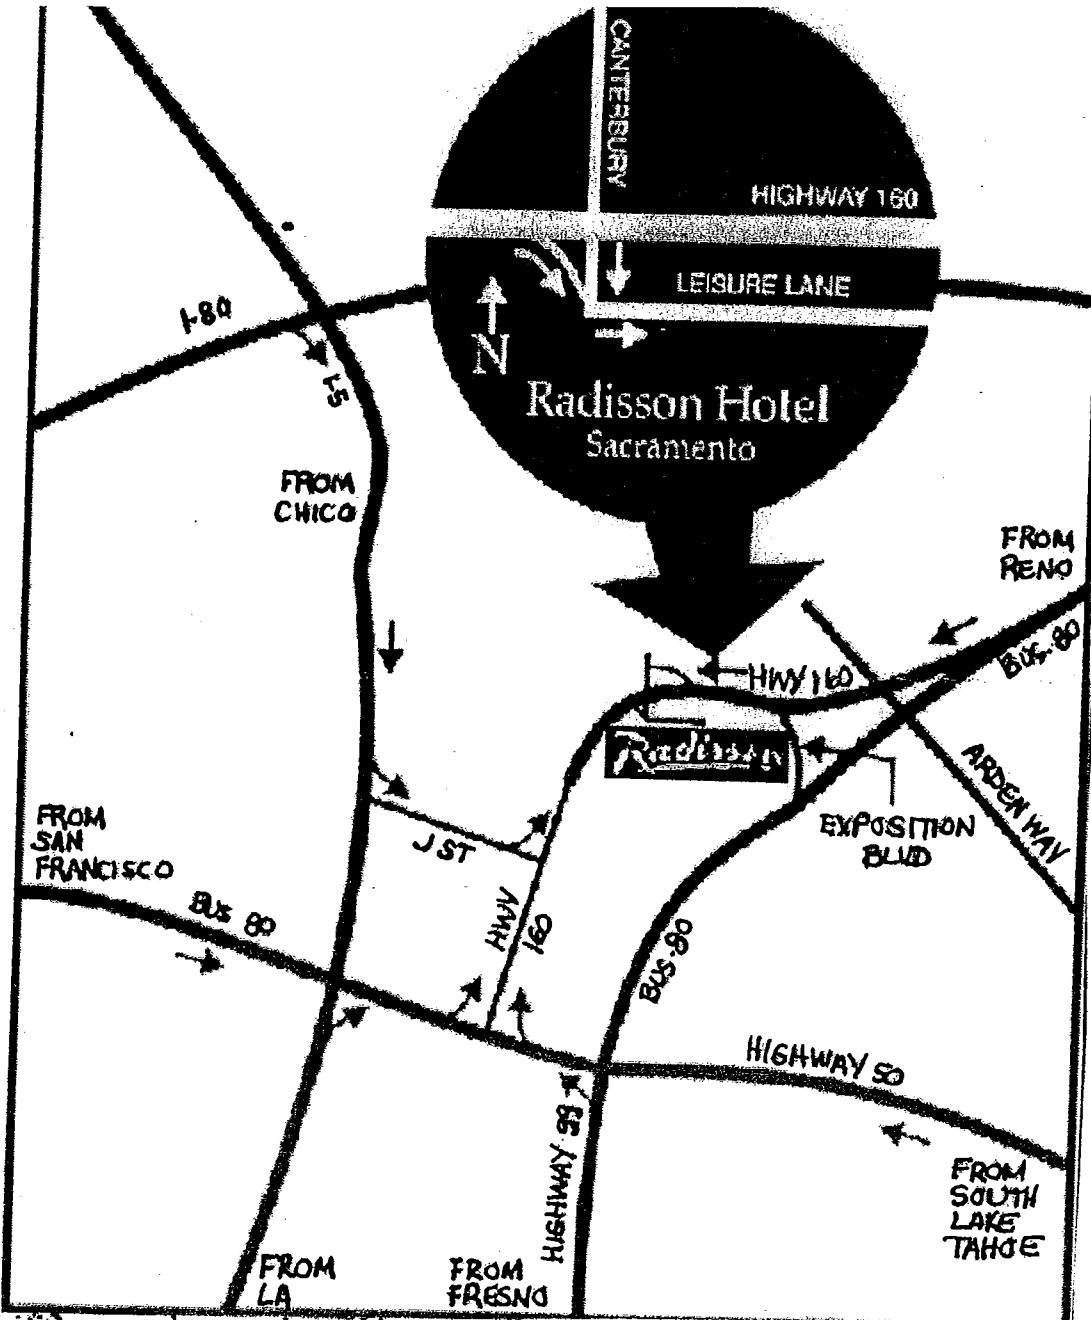 CANTERBURY
HIGHWAY 160
LEISURE LANE
N
Radisson Hotel
Sacramento
I-80
I-5
FROM
CHICO
FROM
RENO
BUS-80
HWY 160
Radisson
ARDEN WAY
EXPOSITION
BLVD
FROM
SAN
FRANCISCO
J ST
BUS 80
HWY
160
BUS-80
HIGHWAY 50
HIGHWAY 99
FROM
SOUTH
LAKE
TAHOE
FROM
LA
FROM
FRESNO